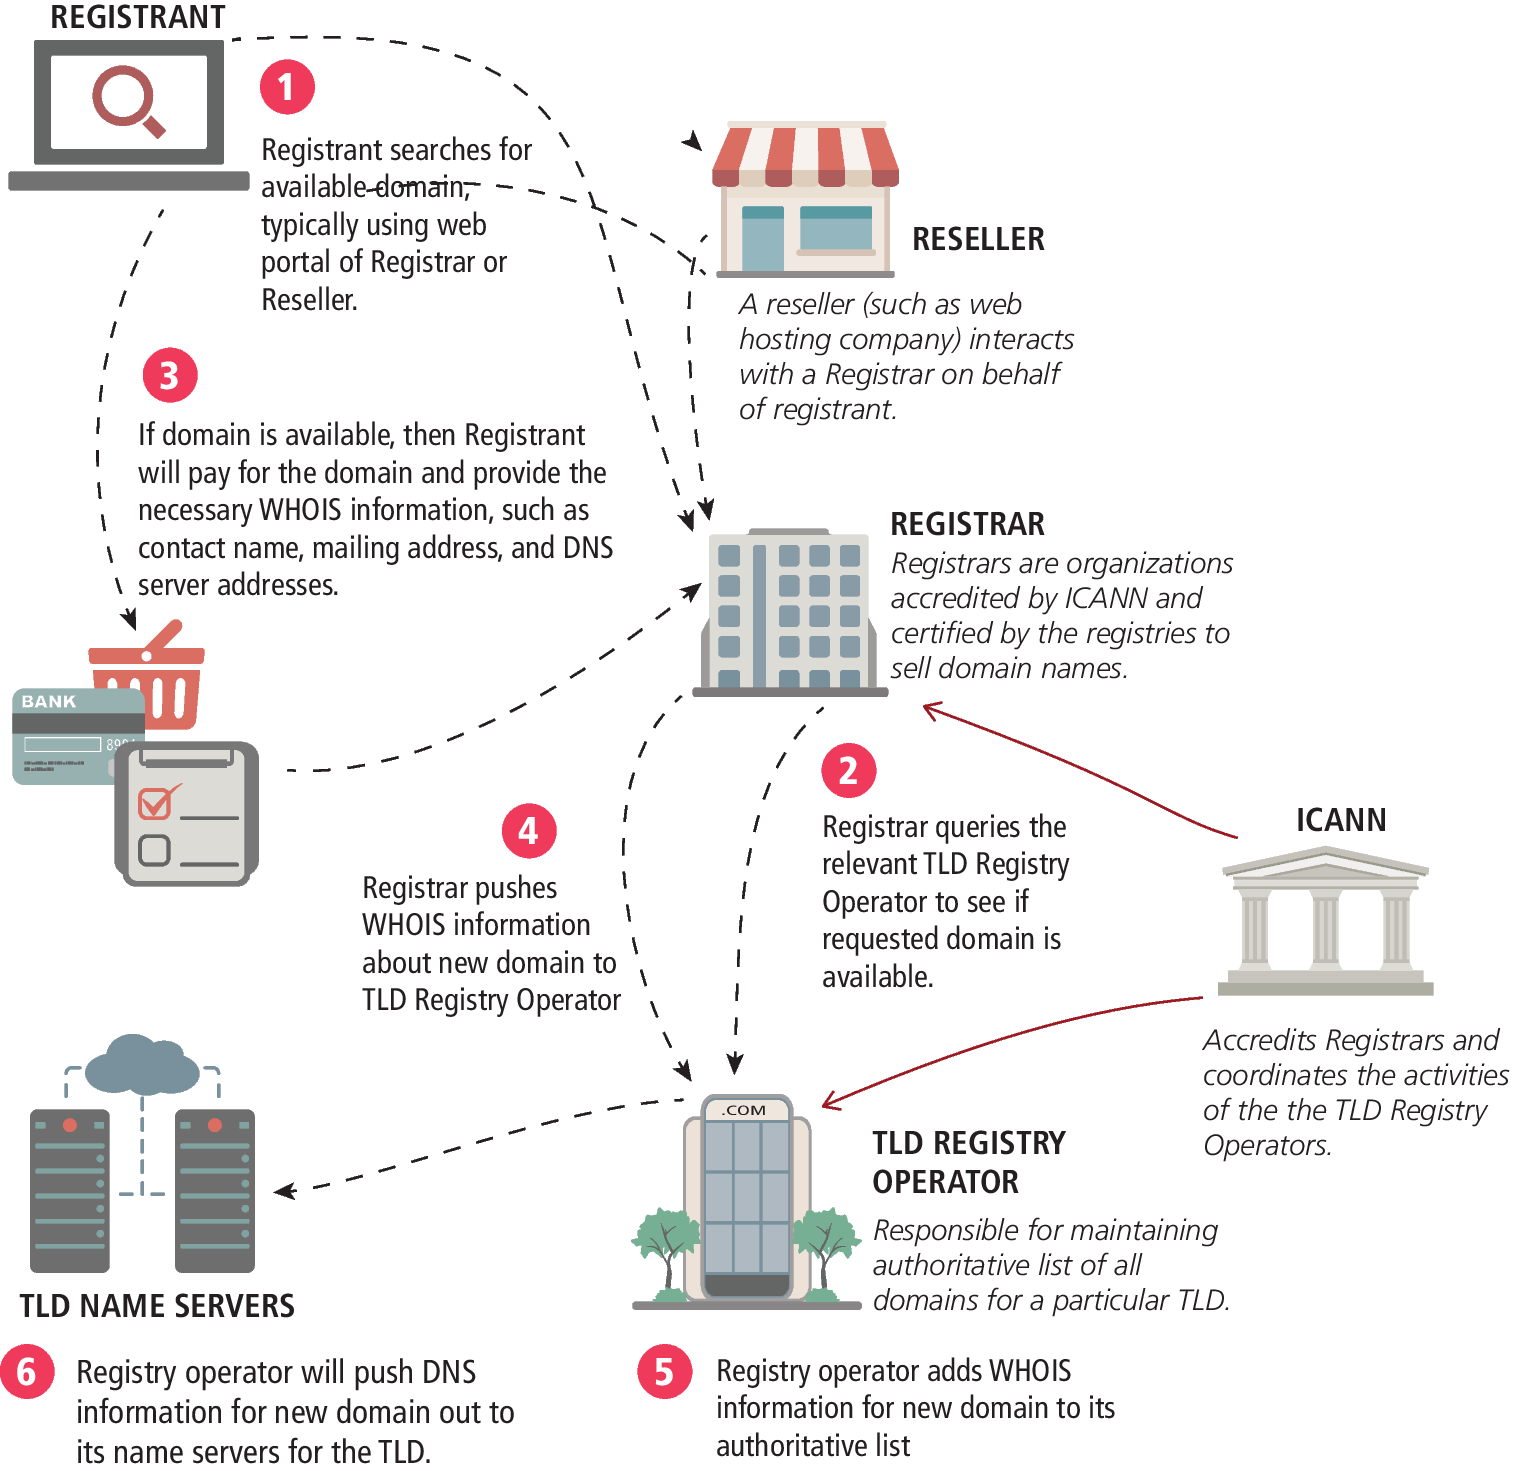 REGISTRANT
1
Registrant searches for
available domain,
typically using web
portal of Registrar or
Reseller.
RESELLER
A reseller (such as web
hosting company) interacts
with a Registrar on behalf
of registrant.
3
If domain is available, then Registrant
will pay for the domain and provide the
necessary WHOIS information, such as
contact name, mailing address, and DNS
server addresses.
REGISTRAR
Registrars are organizations
accredited by ICANN and
certified by the registries to
sell domain names.
BANK
2
Registrar queries the
relevant TLD Registry
Operator to see if
requested domain is
available.
4
Registrar pushes
WHOIS information
about new domain to
TLD Registry Operator
ICANN
Accredits Registrars and
coordinates the activities
of the the TLD Registry
Operators.
.COM
TLD REGISTRY
OPERATOR
Responsible for maintaining
authoritative list of all
domains for a particular TLD.
TLD NAME SERVERS
6
Registry operator will push DNS
information for new domain out to
its name servers for the TLD.
5
Registry operator adds WHOIS
information for new domain to its
authoritative list